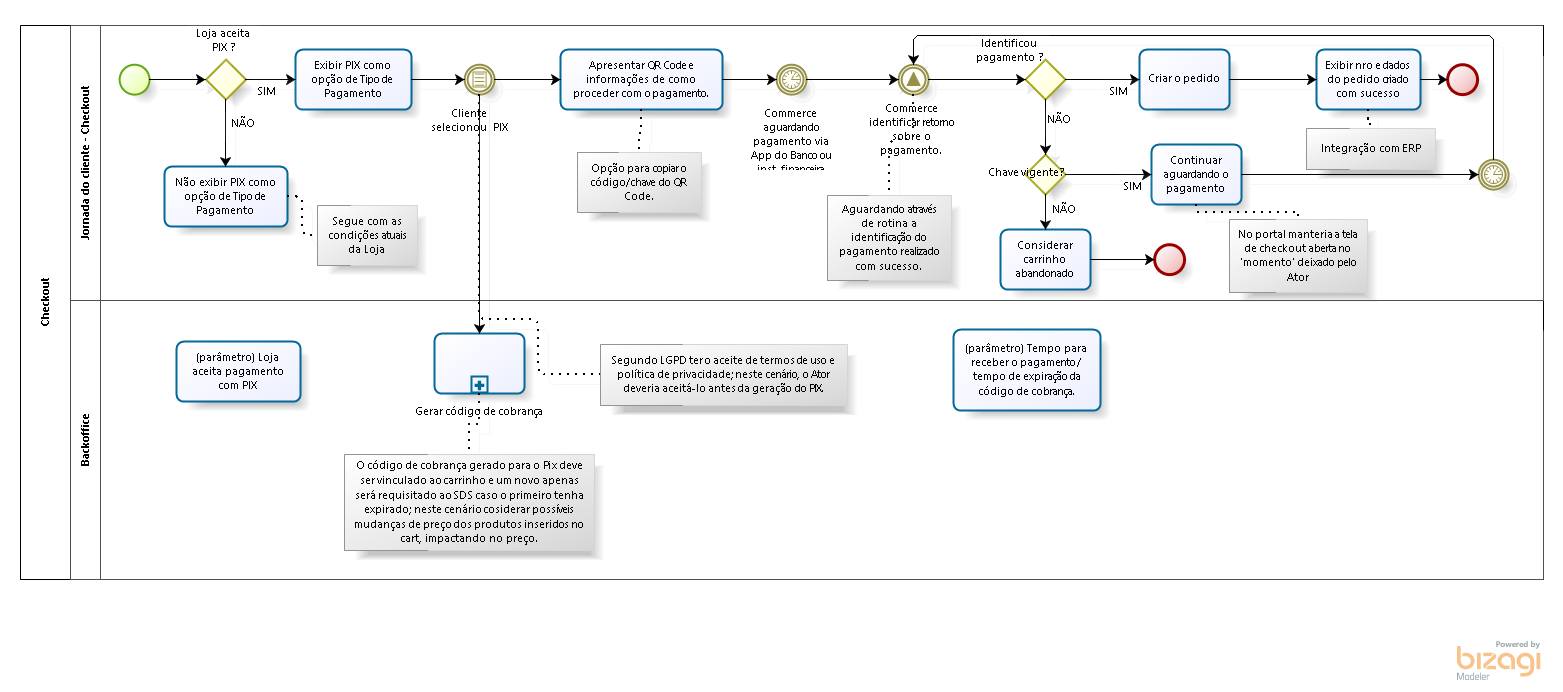 Checkout
Jornada do cliente - Checkout
Loja aceita
PIX ?
SIM
NÃO
Exibir PIX como
opção de Tipo de
Pagamento
Não exibir PIX como
opção de Tipo de
Pagamento
Segue com as
condições atuais
da Loja
Cliente
selecionou PIX
Apresentar QR Code e
informações de como
proceder com o pagamento.
Opção para copiar o
código/chave do QR
Code.
Commerce
aguardando
pagamento via
App do Banco ou
inst. financeira
Commerce
identificar retorno
sobre o
pagamento.
Aguardando através
de rotina a
identificação do
pagamento realizado
com sucesso.
Identificou
pagamento ?
SIM
NÃO
Criar o pedido
Exibir nro e dados
do pedido criado
com sucesso
Integração com ERP
Chave vigente?
SIM
NÃO
Continuar
aguardando o
pagamento
No portal manteria a tela
de checkout aberta no
'momento' deixado pelo
Ator
Considerar
carrinho
abandonado
Backoffice
(parâmetro) Loja
aceita pagamento
com PIX
Gerar código de cobrança
Segundo LGPD ter o aceite de termos de uso e
política de privacidade; neste cenário, o Ator
deveria aceitá-lo antes da geração do PIX.
O código de cobrança gerado para o Pix deve
ser vinculado ao carrinho e um novo apenas
será requisitado ao SDS caso o primeiro tenha
expirado; neste cenário cosiderar possíveis
mudanças de preço dos produtos inseridos no
cart, impactando no preço.
(parâmetro) Tempo para
receber o pagamento/
tempo de expiração da
código de cobrança.
Powered by
bizagi
Modeler